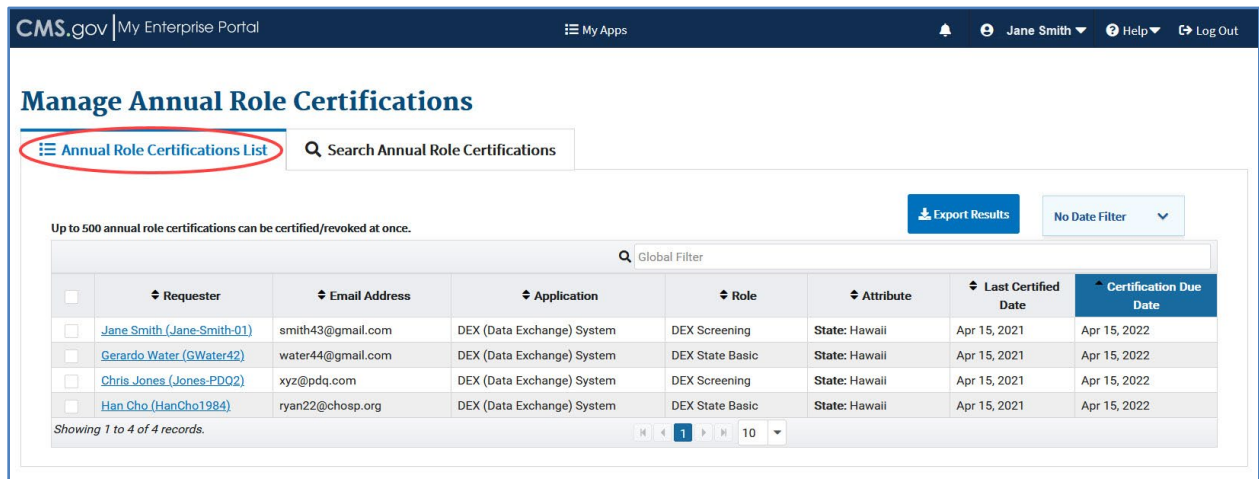 CMS.gov My Enterprise Portal My Apps Jane Smith Help Log Out
Manage Annual Role Certifications
Annual Role Certifications List Search Annual Role Certifications
Export Results No Date Filter
Up to 500 annual role certifications can be certified/revoked at once.
Global Filter
Requester Email Address Application Role Attribute Last Certified Date Certification Due Date
Jane Smith (Jane-Smith-01) smith43@gmail.com DEX (Data Exchange) System DEX Screening State: Hawaii Apr 15, 2021 Apr 15, 2022
Gerardo Water (GWater42) water44@gmail.com DEX (Data Exchange) System DEX State Basic State: Hawaii Apr 15, 2021 Apr 15, 2022
Chris Jones (Jones-PDQ2) xyz@pdq.com DEX (Data Exchange) System DEX Screening State: Hawaii Apr 15, 2021 Apr 15, 2022
Han Cho (HanCho1984) ryan22@chosp.org DEX (Data Exchange) System DEX State Basic State: Hawaii Apr 15, 2021 Apr 15, 2022
Showing 1 to 4 of 4 records. 1 10